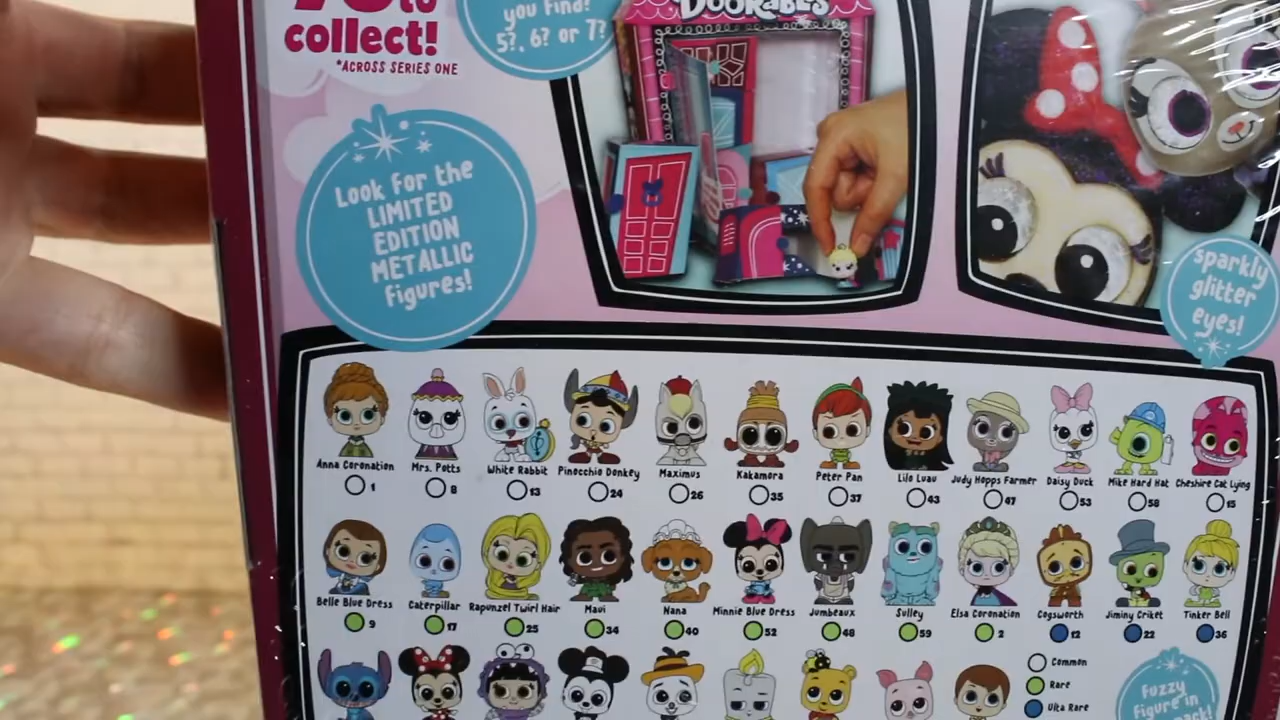 to
collect!
*ACROSS SERIES ONE
you find?
5?, 6? or 7?
DOORABLES
Look for the
LIMITED
EDITION
METALLIC
figures!
sparkly
glitter
eyes!
Anna Coronation Mrs. Potts White Rabbit Pinocchio Donkey Maximus Kakamora Peter Pan Lilo Luau Judy Hopps Farmer Daisy Duck Mike Hard Hat Cheshire Cat Lying
1 8 13 24 26 35 37 43 47 53 58 15
Belle Blue Dress Caterpillar Rapunzel Twirl Hair Maui Nana Minnie Blue Dress Jumbeaux Sulley Elsa Coronation Cogsworth Jiminy Criket Tinker Bell
9 17 25 34 40 52 48 59 2 12 22 36
Common
Rare
Ulta Rare
fuzzy
figure in